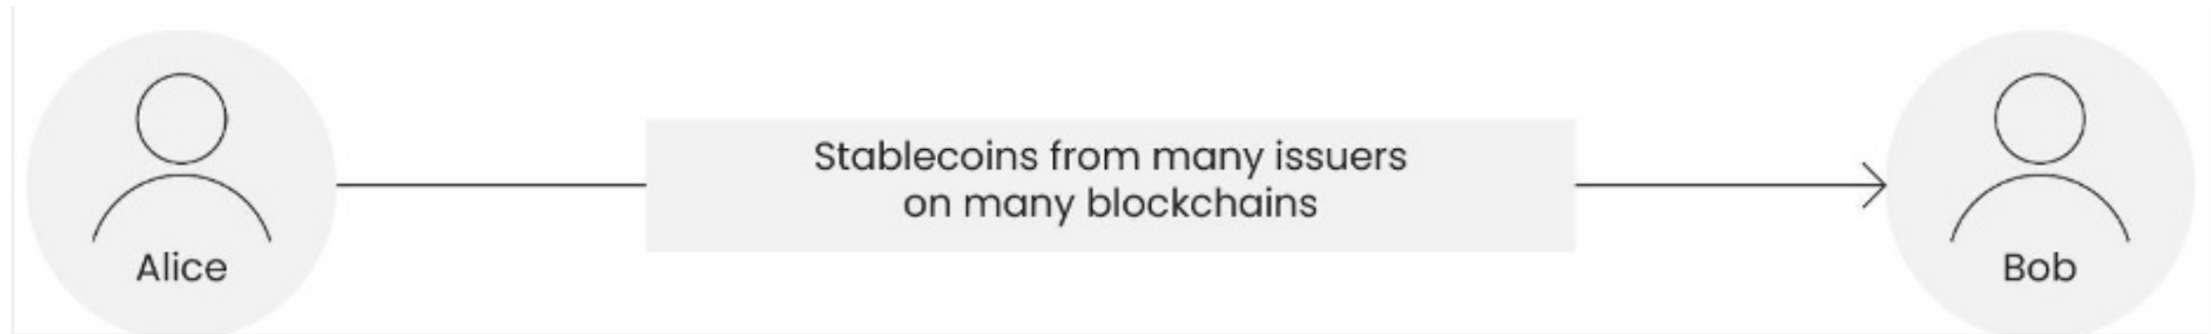 Stablecoins from many issuers
on many blockchains
Alice
Bob